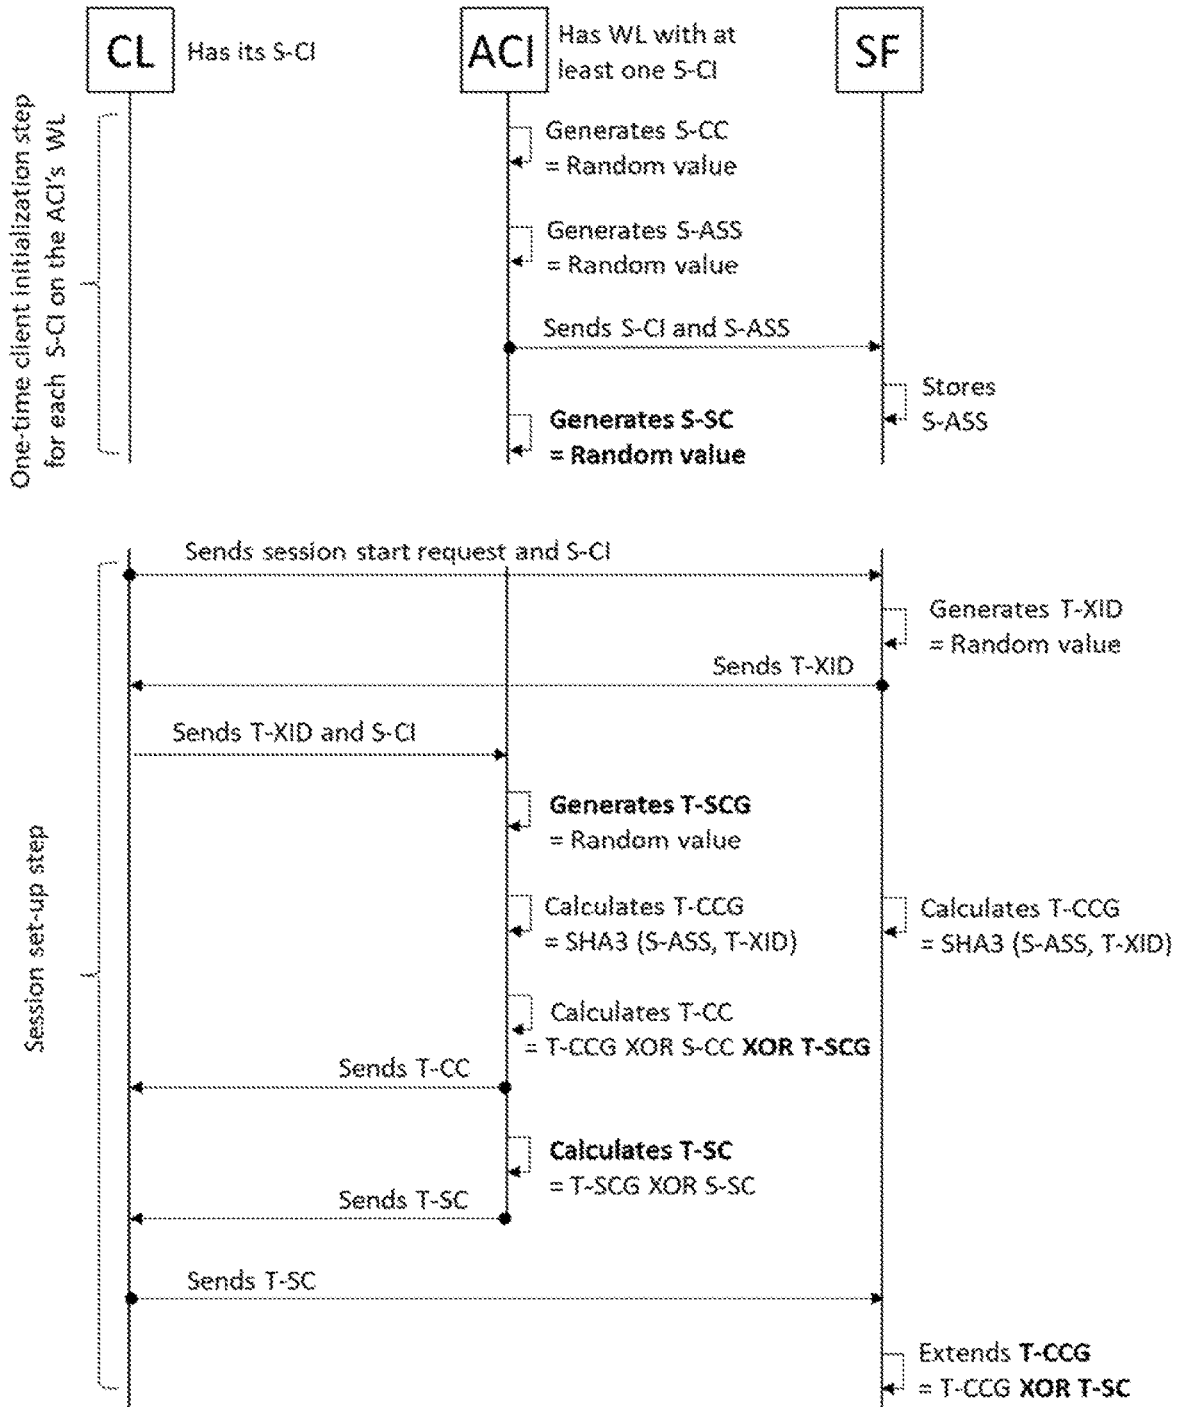 CL
Has its S-CI
ACI
Has WL with at
least one S-CI
SF
One-time client initialization step
for each S-CI on the ACI's WL
Generates S-CC
= Random value
Generates S-ASS
= Random value
Sends S-CI and S-ASS
Stores
S-ASS
Generates S-SC
= Random value
Session set-up step
Sends session start request and S-CI
Generates T-XID
= Random value
Sends T-XID
Sends T-XID and S-CI
Generates T-SCG
= Random value
Calculates T-CCG
= SHA3 (S-ASS, T-XID)
Calculates T-CCG
= SHA3 (S-ASS, T-XID)
Calculates T-CC
= T-CCG XOR S-CC XOR T-SCG
Sends T-CC
Calculates T-SC
= T-SCG XOR S-SC
Sends T-SC
Sends T-SC
Extends T-CCG
= T-CCG XOR T-SC